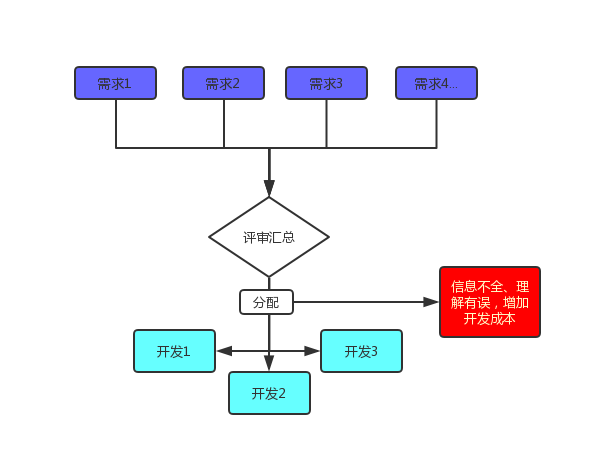 需求1
需求2
需求3
需求4...
评审汇总
分配
信息不全、理
解有误，增加
开发成本
开发1
开发3
开发2